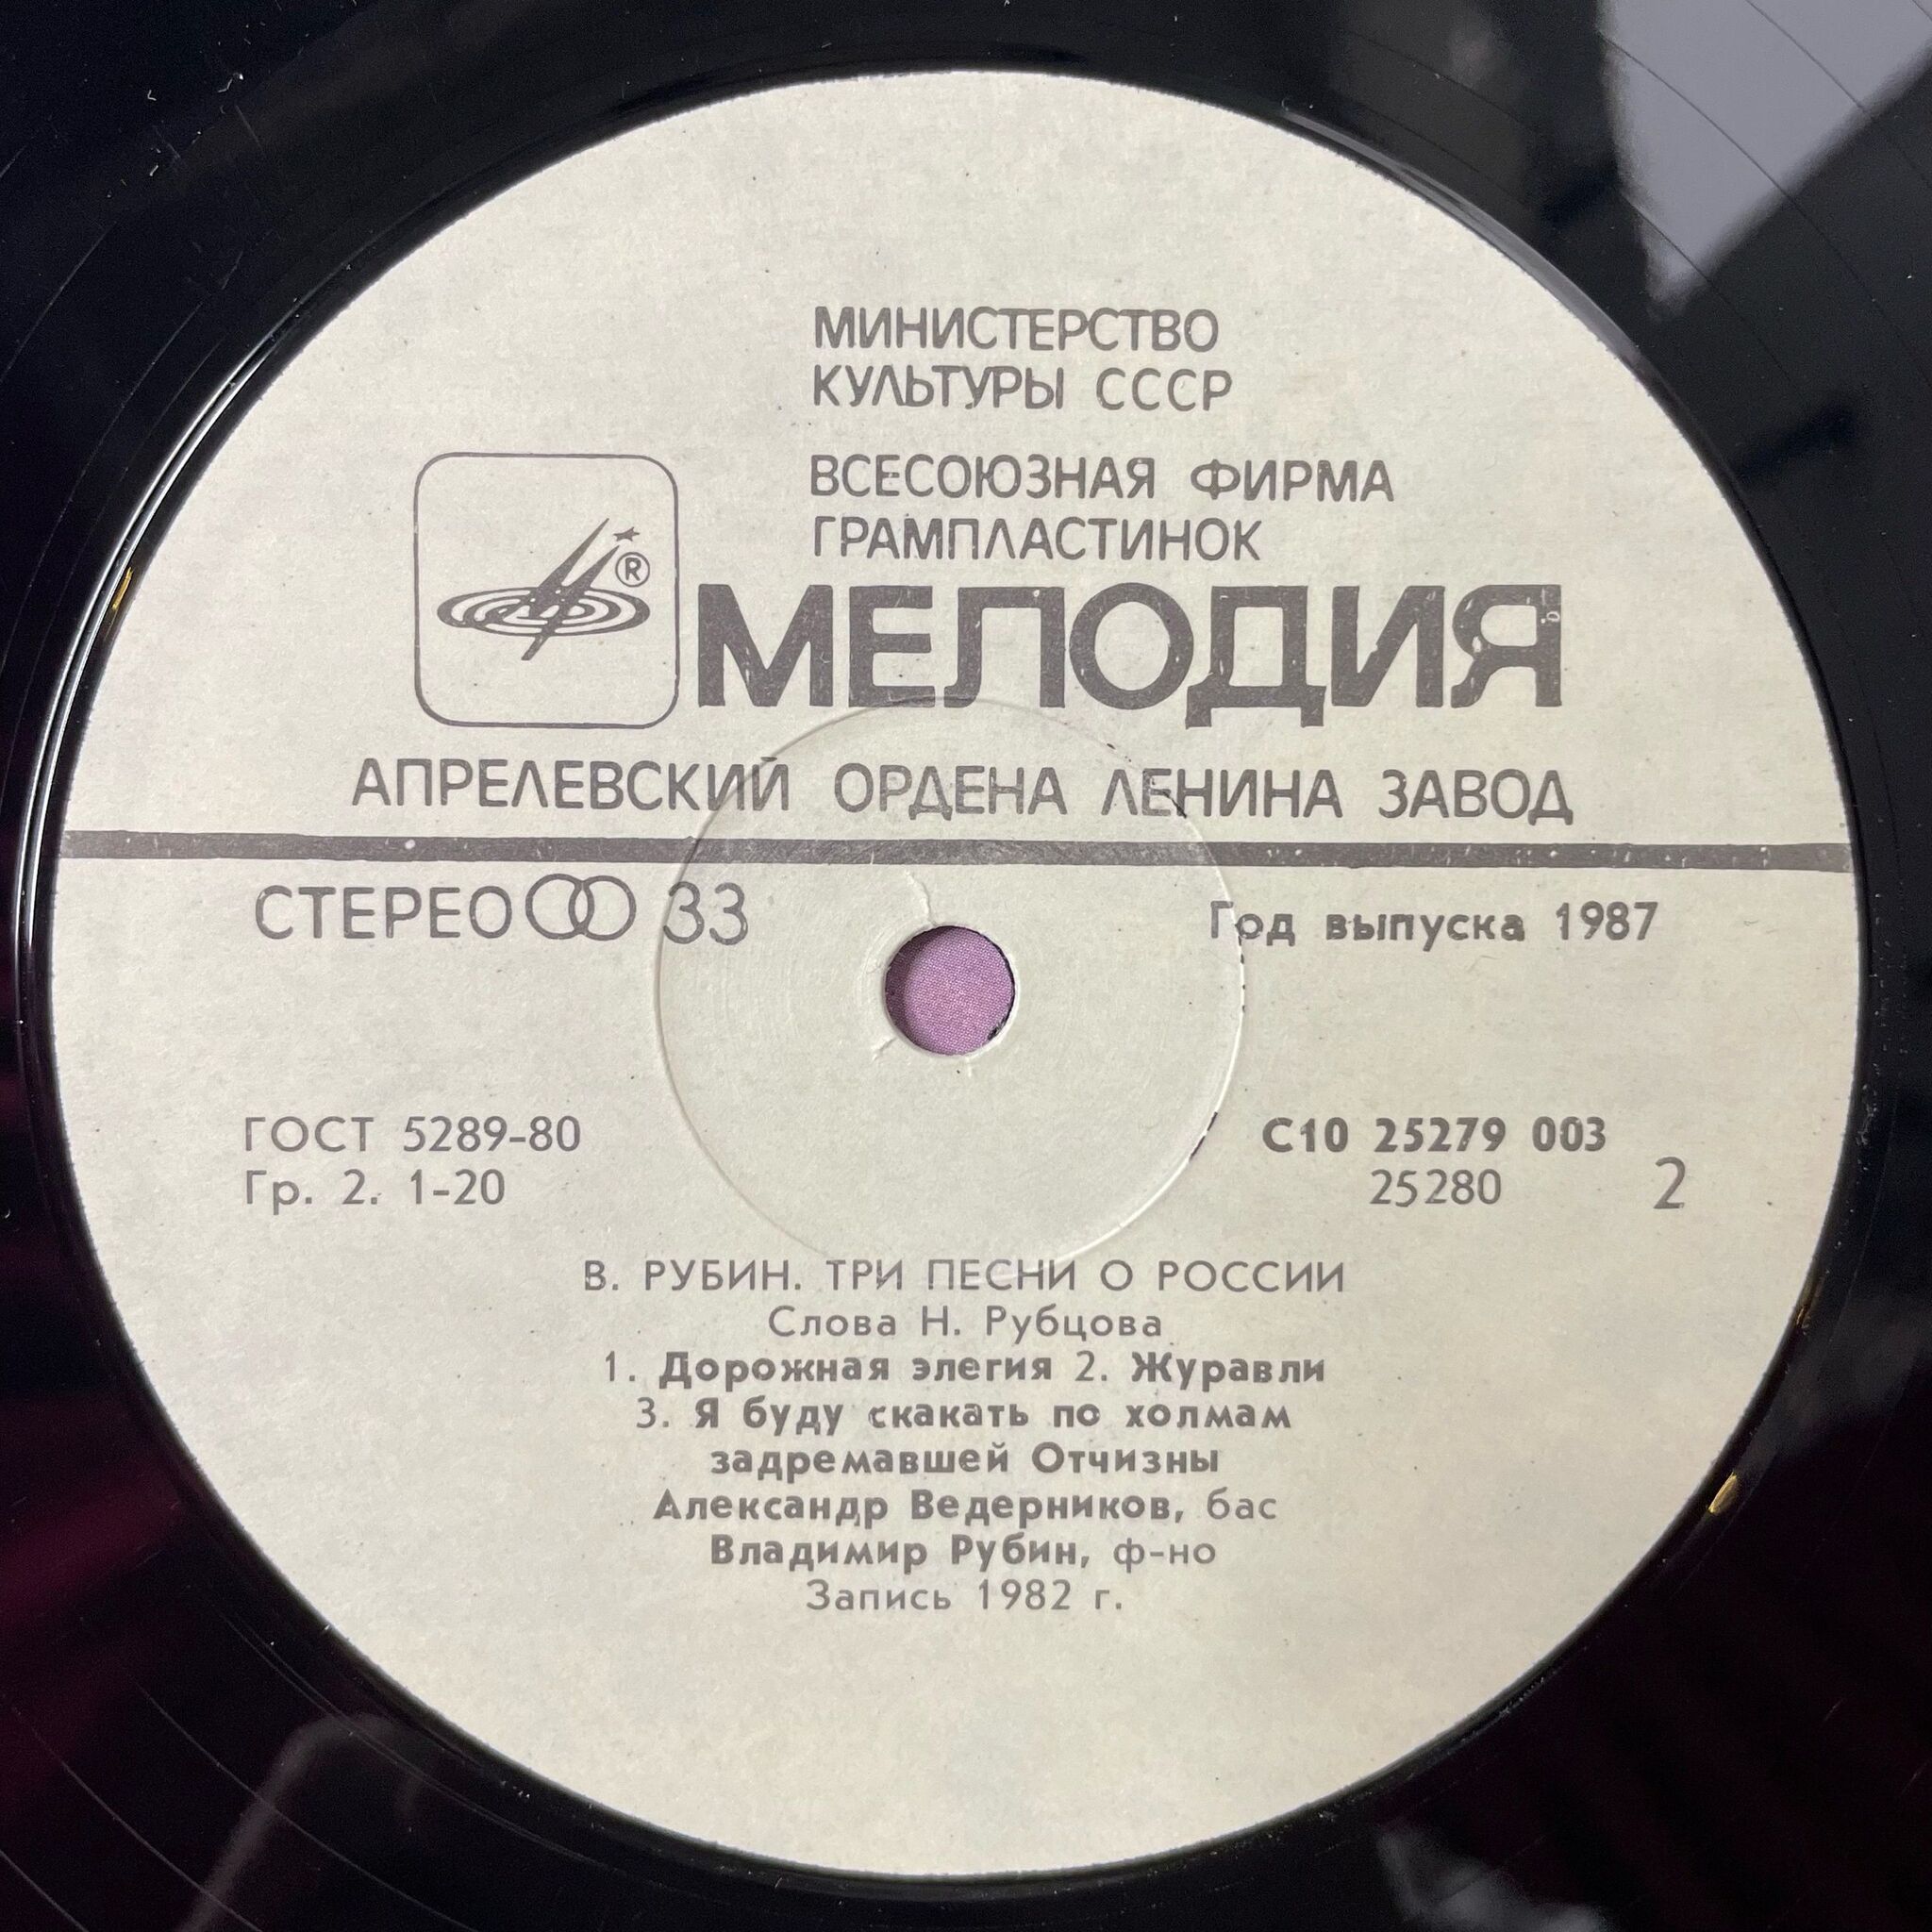 МИНИСТЕРСТВО
КУЛЬТУРЫ СССР
ВСЕСОЮЗНАЯ ФИРМА
ГРАМПЛАСТИНОК
®
МЕЛОДИЯ
АПРЕЛЕВСКИЙ ОРДЕНА ЛЕНИНА ЗАВОД
СТЕРЕО 33
Год выпуска 1987
ГОСТ 5289-80
Гр. 2. 1-20
С10 25279 003
25280
2
В. РУБИН. ТРИ ПЕСНИ О РОССИИ
Слова Н. Рубцова
1. Дорожная элегия 2. Журавли
3. Я буду скакать по холмам
задремавшей Отчизны
Александр Ведерников, бас
Владимир Рубин, ф-но
Запись 1982 г.